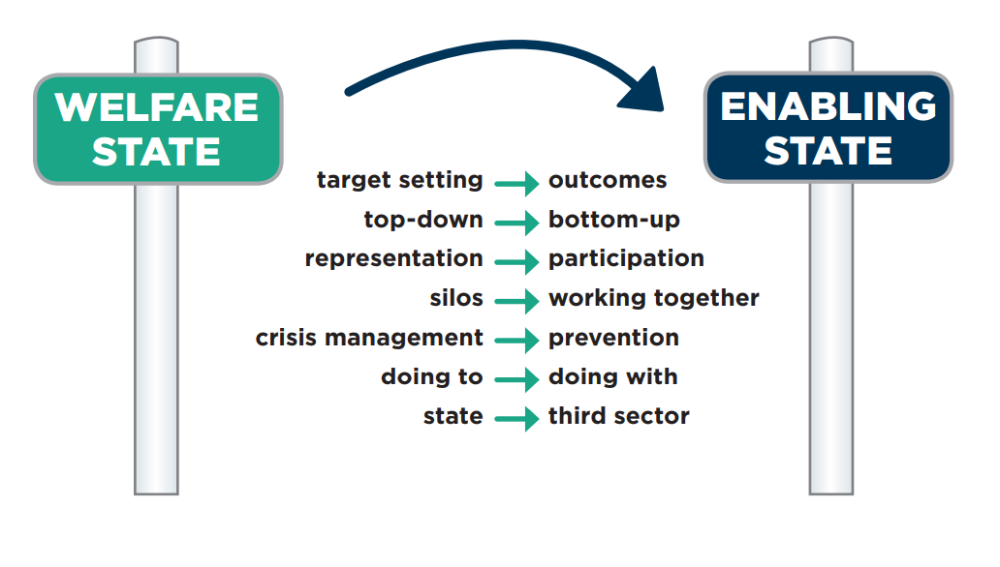 WELFARE
STATE
ENABLING
STATE
target setting → outcomes
top-down → bottom-up
representation → participation
silos → working together
crisis management → prevention
doing to → doing with
state → third sector